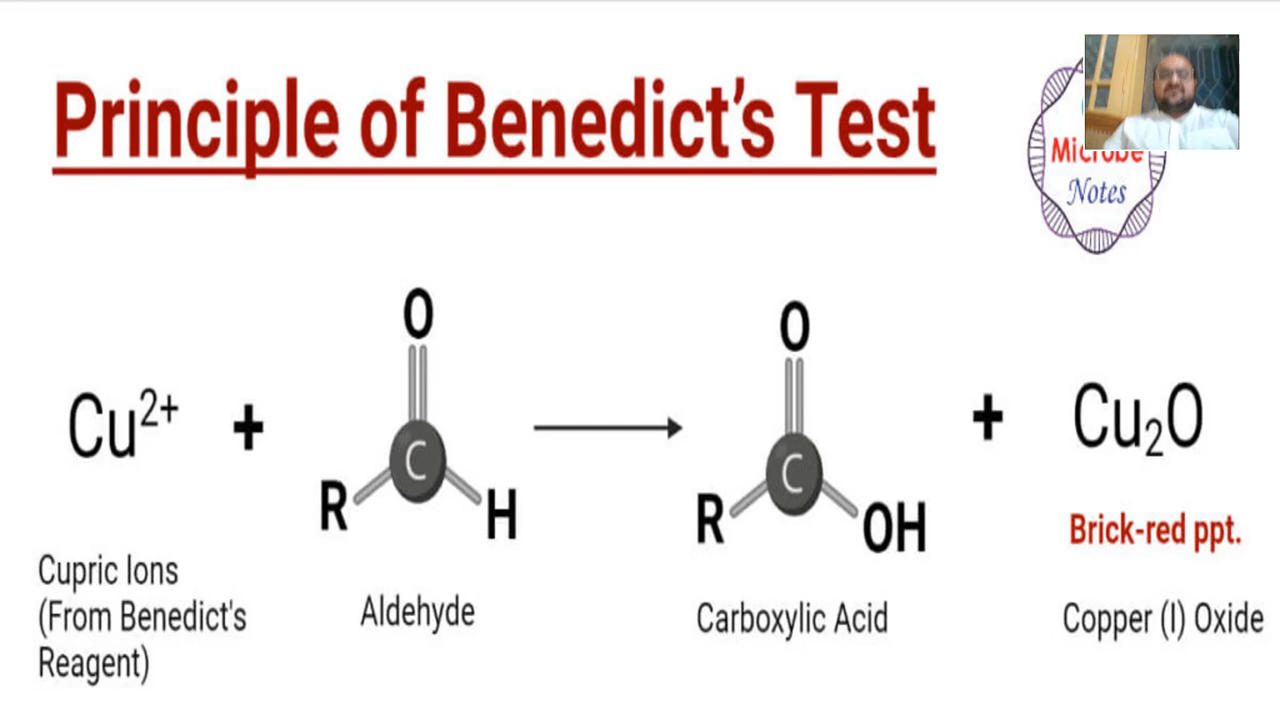 Principle of Benedict's Test
Microbe
Notes
Cu²⁺ + O C R H → O C R OH + Cu₂O
Brick-red ppt.
Cupric Ions
(From Benedict's
Reagent)
Aldehyde
Carboxylic Acid
Copper (I) Oxide